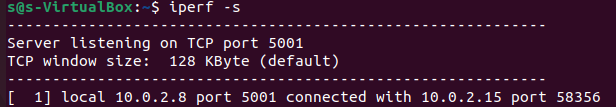 s@s-VirtualBox:~$ iperf -s
------------------------------------------------------------
Server listening on TCP port 5001
TCP window size:  128 KByte (default)
------------------------------------------------------------
[  1] local 10.0.2.8 port 5001 connected with 10.0.2.15 port 58356